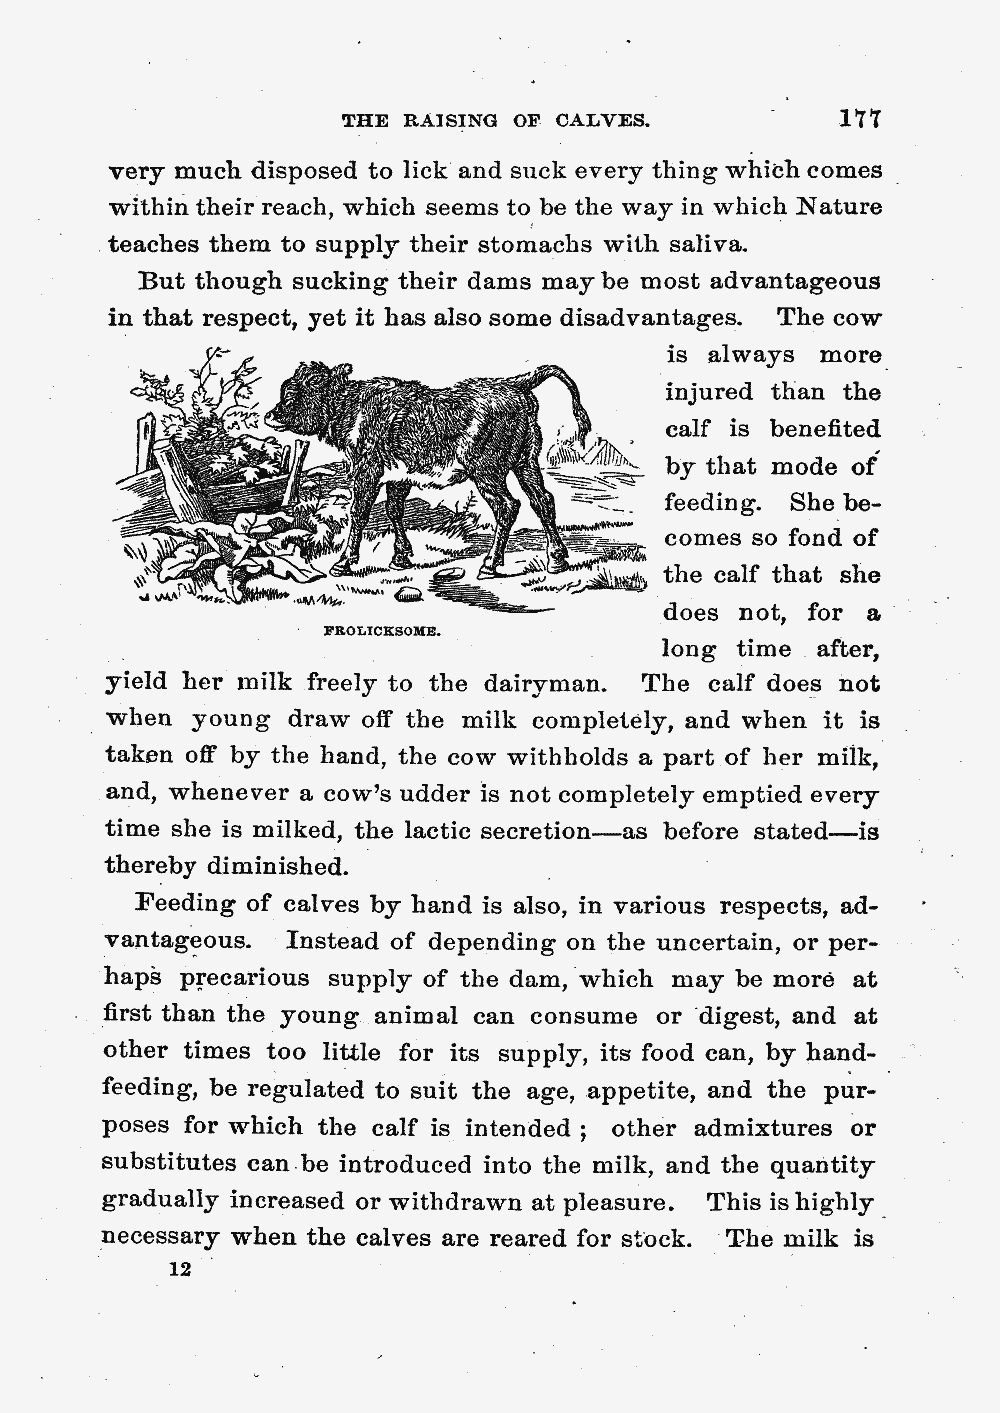 THE RAISING OF CALVES. 177
very much disposed to lick and suck every thing which comes
within their reach, which seems to be the way in which Nature
teaches them to supply their stomachs with saliva.
But though sucking their dams may be most advantageous
in that respect, yet it has also some disadvantages. The cow
is always more
injured than the
calf is benefited
by that mode of
feeding. She be-
comes so fond of
the calf that she
does not, for a
long time after,
FROLICKSOME.
yield her milk freely to the dairyman. The calf does not
when young draw off the milk completely, and when it is
taken off by the hand, the cow withholds a part of her milk,
and, whenever a cow's udder is not completely emptied every
time she is milked, the lactic secretion—as before stated—is
thereby diminished.
Feeding of calves by hand is also, in various respects, ad-
vantageous. Instead of depending on the uncertain, or per-
haps precarious supply of the dam, which may be more at
first than the young animal can consume or digest, and at
other times too little for its supply, its food can, by hand-
feeding, be regulated to suit the age, appetite, and the pur-
poses for which the calf is intended ; other admixtures or
substitutes can be introduced into the milk, and the quantity
gradually increased or withdrawn at pleasure. This is highly
necessary when the calves are reared for stock. The milk is
12